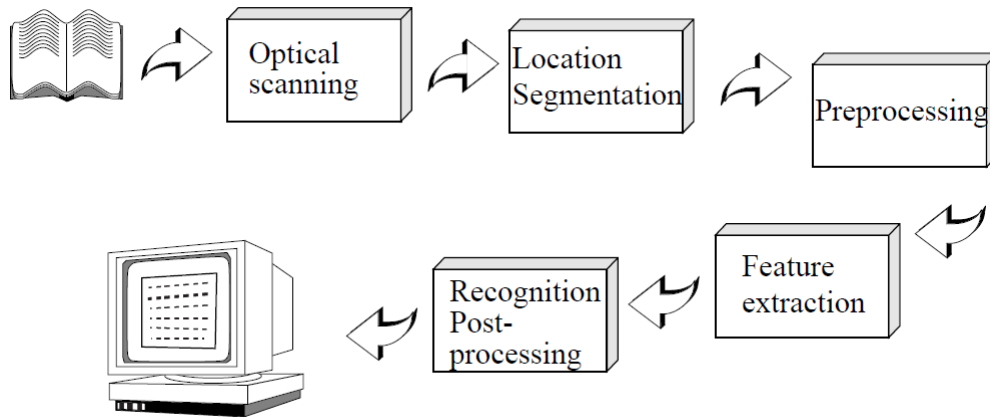 Optical
scanning
Location
Segmentation
Preprocessing
Feature
extraction
Recognition
Post-
processing